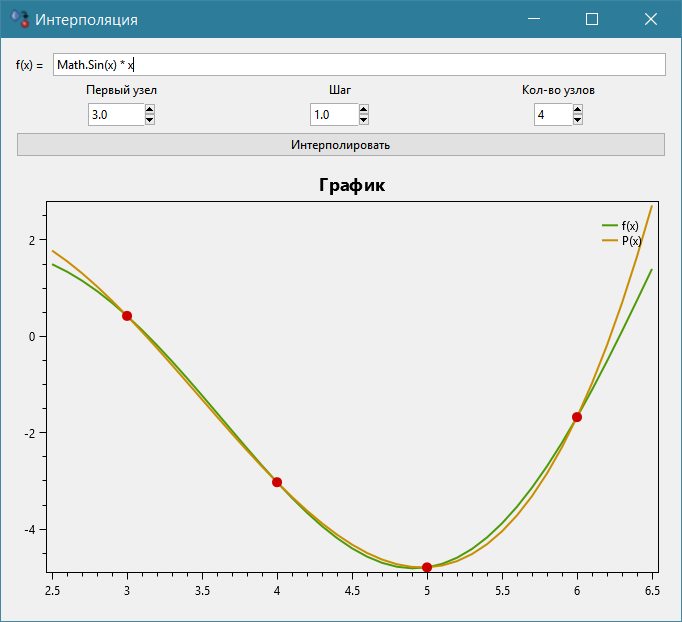 Интерполяция
f(x) = Math.Sin(x) * x
Первый узел Шаг Кол-во узлов
3.0 1.0 4
Интерполировать
График
f(x)
P(x)
2
0
-2
-4
2.5 3 3.5 4 4.5 5 5.5 6 6.5